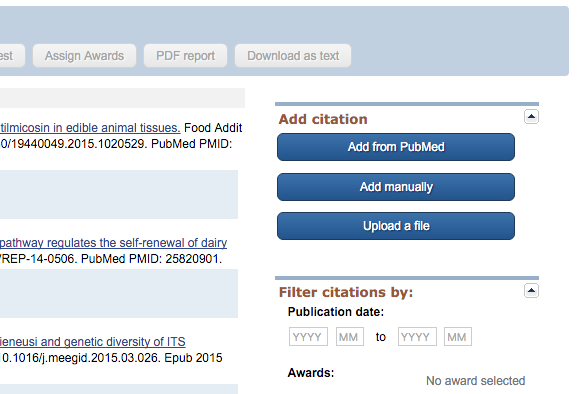 est Assign Awards PDF report Download as text
tilmicosin in edible animal tissues. Food Addit
0/19440049.2015.1020529. PubMed PMID:
pathway regulates the self-renewal of dairy
/REP-14-0506. PubMed PMID: 25820901.
ieneusi and genetic diversity of ITS
10.1016/j.meegid.2015.03.026. Epub 2015
Add citation
Add from PubMed
Add manually
Upload a file
Filter citations by:
Publication date:
YYYY MM to YYYY MM
Awards:
No award selected